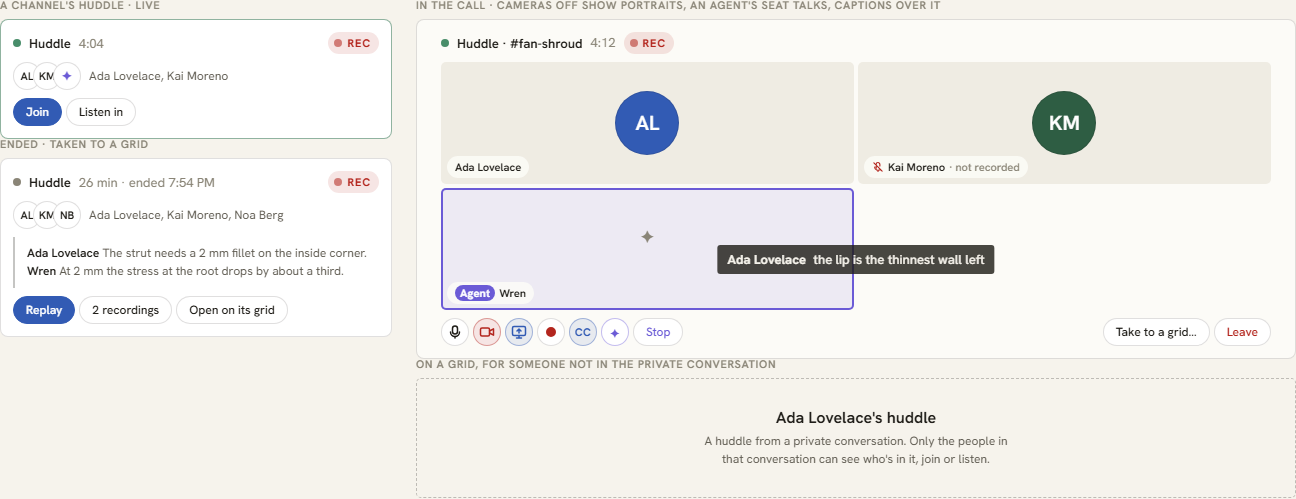 A CHANNEL'S HUDDLE · LIVE
Huddle 4:04 REC
AL KM Ada Lovelace, Kai Moreno
Join Listen in
ENDED · TAKEN TO A GRID
Huddle 26 min · ended 7:54 PM REC
AL KM NB Ada Lovelace, Kai Moreno, Noa Berg
Ada Lovelace The strut needs a 2 mm fillet on the inside corner.
Wren At 2 mm the stress at the root drops by about a third.
Replay 2 recordings Open on its grid
IN THE CALL · CAMERAS OFF SHOW PORTRAITS, AN AGENT'S SEAT TALKS, CAPTIONS OVER IT
Huddle · #fan-shroud 4:12 REC
AL
KM
Ada Lovelace
Kai Moreno · not recorded
Ada Lovelace the lip is the thinnest wall left
Agent Wren
CC Stop Take to a grid... Leave
ON A GRID, FOR SOMEONE NOT IN THE PRIVATE CONVERSATION
Ada Lovelace's huddle
A huddle from a private conversation. Only the people in
that conversation can see who's in it, join or listen.